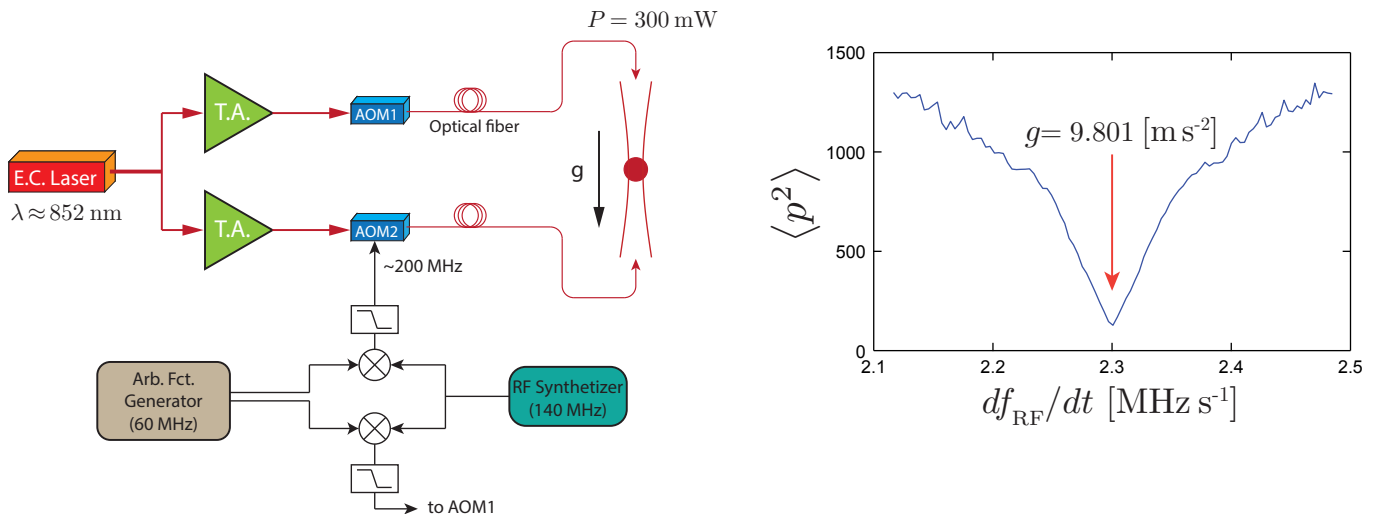 P = 300 mW
T.A.
AOM1
Optical fiber
E.C. Laser
λ ≈ 852 nm
g
T.A.
AOM2
~200 MHz
Arb. Fct.
Generator
(60 MHz)
RF Synthetizer
(140 MHz)
to AOM1
1500
1000
500
0
⟨p²⟩
g= 9.801 [m s⁻²]
2.1
2.2
2.3
2.4
2.5
df_RF/dt [MHz s⁻¹]